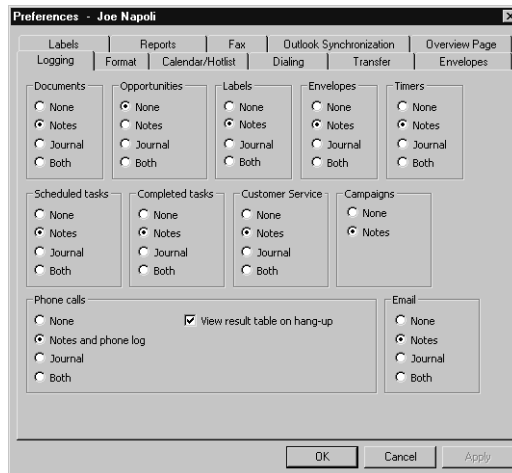 Preferences - Joe Napoli
Labels Reports Fax Outlook Synchronization Overview Page
Logging Format Calendar/Hotlist Dialing Transfer Envelopes
Documents Opportunities Labels Envelopes Timers
None None None None None
Notes Notes Notes Notes Notes
Journal Journal Journal Journal Journal
Both Both Both Both Both
Scheduled tasks Completed tasks Customer Service Campaigns
None None None None
Notes Notes Notes Notes
Journal Journal Journal
Both Both Both
Phone calls Email
None View result table on hang-up None
Notes and phone log Notes
Journal Journal
Both Both
OK Cancel Apply